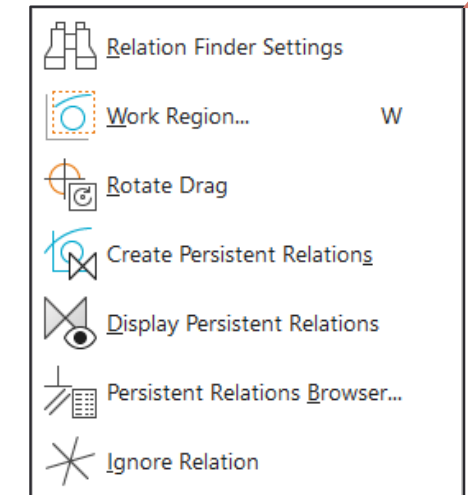 Relation Finder Settings
Work Region... W
Rotate Drag
Create Persistent Relations
Display Persistent Relations
Persistent Relations Browser...
Ignore Relation